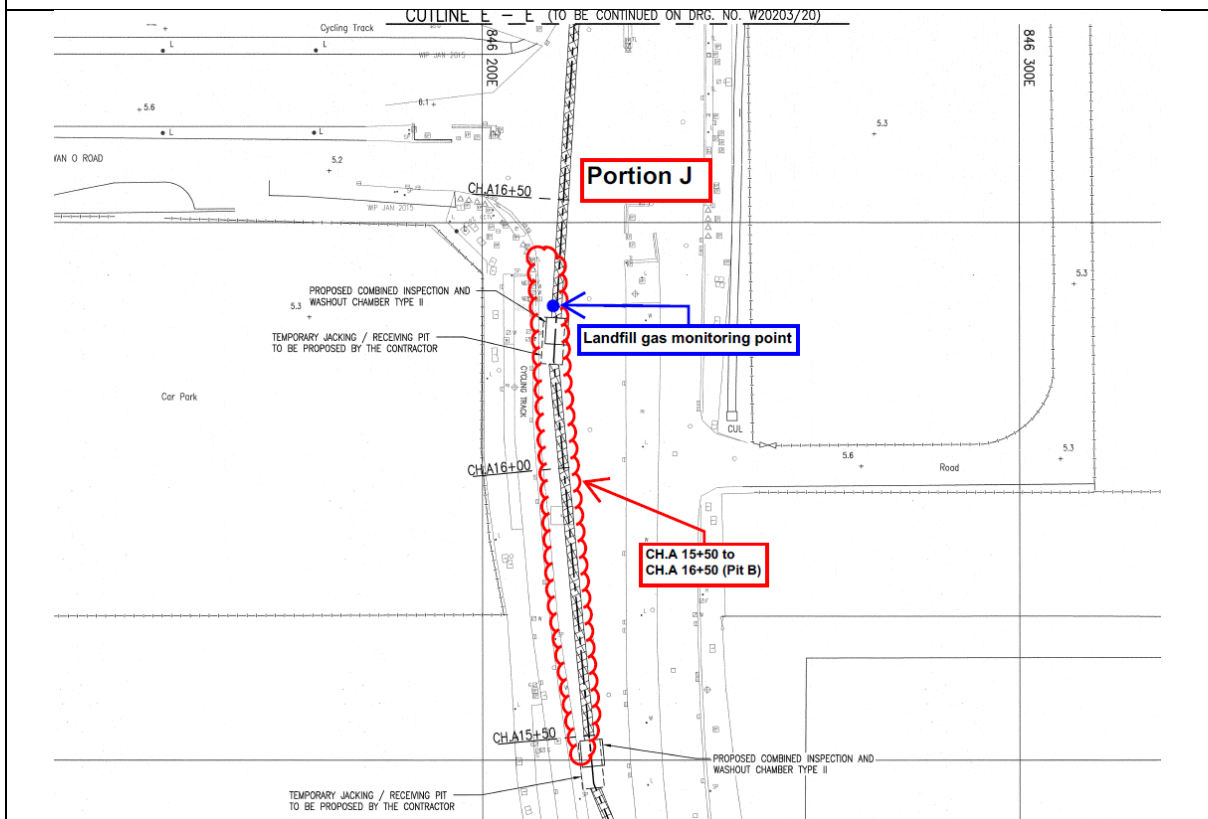 CUTLINE E – E (TO BE CONTINUED ON DRG. NO. W20203/20)
Cycling Track
L
L
WIP JAN 2015
846 200E
846 300E
5.6
6.1
L
L
5.3
WAN O ROAD
5.2
CH.A16+50
Portion J
WIP JAN 2015
PROPOSED COMBINED INSPECTION AND
WASHOUT CHAMBER TYPE II
5.3
5.3
Landfill gas monitoring point
TEMPORARY JACKING / RECEIVING PIT
TO BE PROPOSED BY THE CONTRACTOR
CYCLING TRACK
Car Park
CUL
5.6
Road
5.3
CH.A16+00
CH.A 15+50 to
CH.A 16+50 (Pit B)
CH.A15+50
PROPOSED COMBINED INSPECTION AND
WASHOUT CHAMBER TYPE II
TEMPORARY JACKING / RECEIVING PIT
TO BE PROPOSED BY THE CONTRACTOR